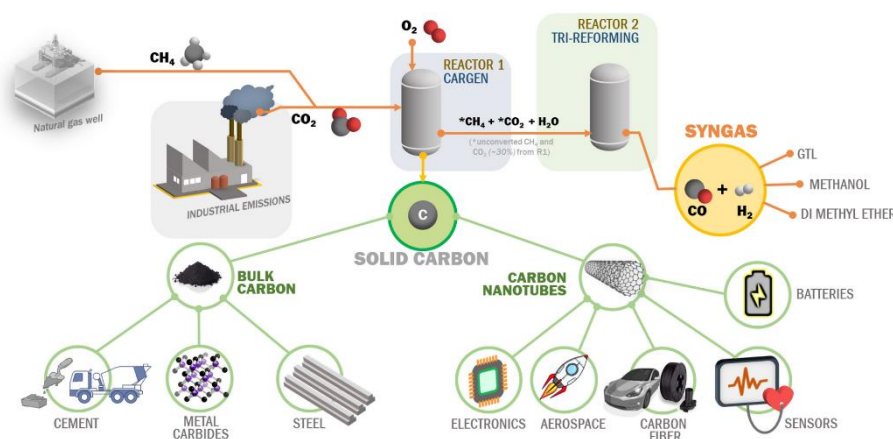 O₂
CH₄
Natural gas well
CO₂
INDUSTRIAL EMISSIONS
REACTOR 1
CARGEN
REACTOR 2
TRI-REFORMING
*CH₄ + *CO₂ + H₂O
(*unconverted CH₄ and
CO₂ (~30%) from R1)
SYNGAS
CO + H₂
GTL
METHANOL
DI METHYL ETHER
C
SOLID CARBON
BULK
CARBON
CARBON
NANOTUBES
BATTERIES
CEMENT
METAL
CARBIDES
STEEL
ELECTRONICS
AEROSPACE
CARBON
FIBER
SENSORS